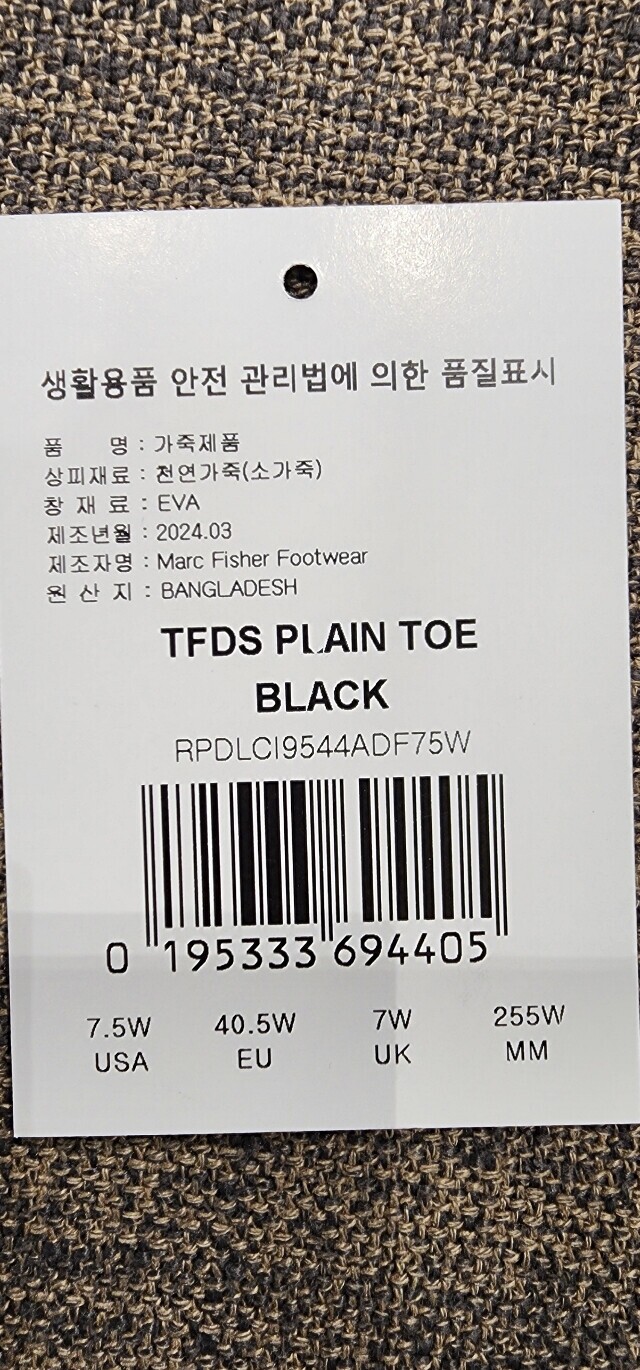 생활용품 안전 관리법에 의한 품질표시
품 명 : 가죽제품
상피재료 : 천연가죽(소가죽)
창 재 료 : EVA
제조년월 : 2024.03
제조자명 : Marc Fisher Footwear
원 산 지 : BANGLADESH
TFDS PLAIN TOE
BLACK
RPDLCI9544ADF75W
0 195333 694405
7.5W 40.5W 7W 255W
USA EU UK MM